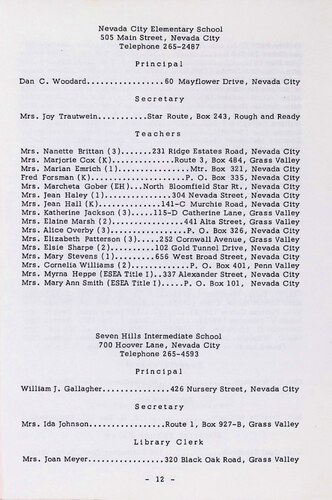 Nevada City Elementary School
505 Main Street, Nevada City
Telephone 265-2487
Principal
Dan C. Woodard................60 Mayflower Drive, Nevada City
Secretary
Mrs. Joy Trautwein............Star Route, Box 243, Rough and Ready
Teachers
Mrs. Nanette Brittan (3).......231 Ridge Estates Road, Nevada City
Mrs. Marjorie Cox (K)............Route 3, Box 484, Grass Valley
Mrs. Marian Emrich (1)...............Mtr. Box 321, Nevada City
Fred Forsman (K).................P. O. Box 335, Nevada City
Mrs. Marcheta Gober (EH)...North Bloomfield Star Rt., Nevada City
Mrs. Jean Haley (1)..............304 Nevada Street, Nevada City
Mrs. Jean Hall (K)............141-C Murchie Road, Nevada City
Mrs. Katherine Jackson (3)....115-D Catherine Lane, Grass Valley
Mrs. Elaine Marsh (2)............441 Alta Street, Grass Valley
Mrs. Alice Overby (3).............P. O. Box 326, Nevada City
Mrs. Elizabeth Patterson (3).....252 Cornwall Avenue, Grass Valley
Mrs. Elsie Sharpe (2)..........102 Gold Tunnel Drive, Nevada City
Mrs. Mary Stevens (1).........656 West Broad Street, Nevada City
Mrs. Cornelia Williams (2)..........P. O. Box 401, Penn Valley
Mrs. Myrna Heppe (ESEA Title I)..337 Alexander Street, Nevada City
Mrs. Mary Ann Smith (ESEA Title I).....P. O. Box 101, Nevada City
Seven Hills Intermediate School
700 Hoover Lane, Nevada City
Telephone 265-4593
Principal
William J. Gallagher.............426 Nursery Street, Nevada City
Secretary
Mrs. Ida Johnson.............Route 1, Box 927-B, Grass Valley
Library Clerk
Mrs. Joan Meyer...............320 Black Oak Road, Grass Valley
- 12 -